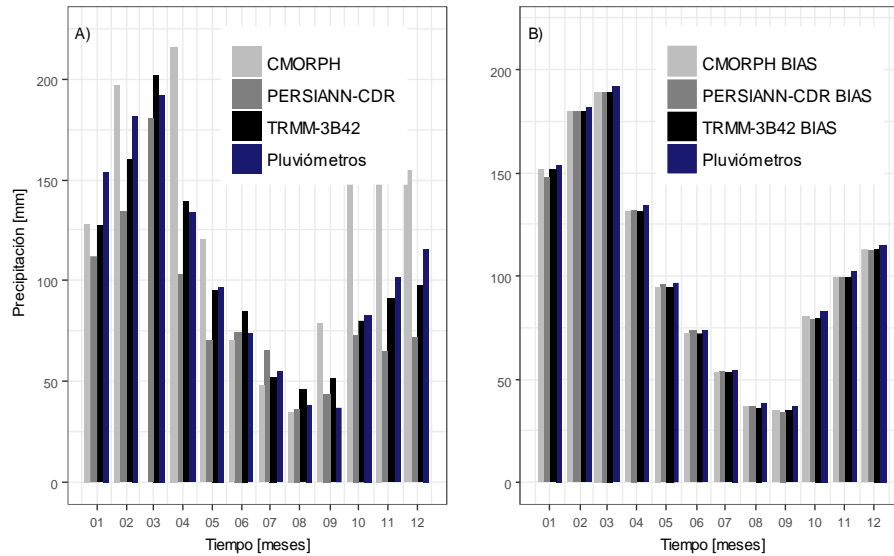 A)
CMORPH
PERSIANN-CDR
TRMM-3B42
Pluviómetros
Precipitación [mm]
200
150
100
50
0
01 02 03 04 05 06 07 08 09 10 11 12
Tiempo [meses]
B)
CMORPH BIAS
PERSIANN-CDR BIAS
TRMM-3B42 BIAS
Pluviómetros
200
150
100
50
0
01 02 03 04 05 06 07 08 09 10 11 12
Tiempo [meses]